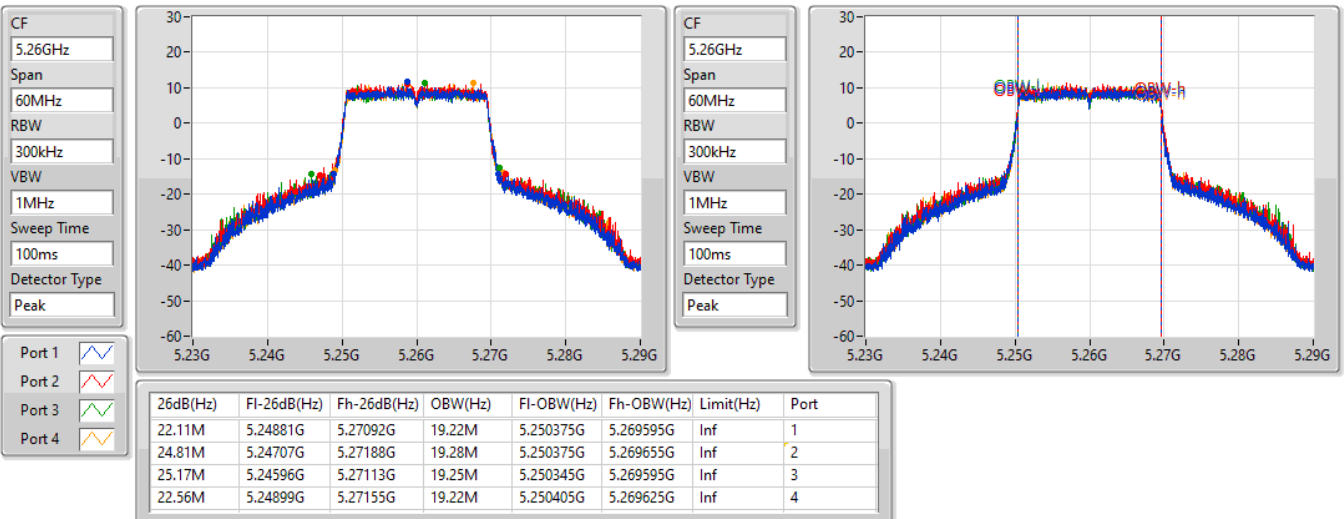 CF
5.26GHz
Span
60MHz
RBW
300kHz
VBW
1MHz
Sweep Time
100ms
Detector Type
Peak
30
20
10
0
-10
-20
-30
-40
-50
-60
5.23G 5.24G 5.25G 5.26G 5.27G 5.28G 5.29G
CF
5.26GHz
Span
60MHz
RBW
300kHz
VBW
1MHz
Sweep Time
100ms
Detector Type
Peak
30
20
10
0
-10
-20
-30
-40
-50
-60
OBW-h
5.23G 5.24G 5.25G 5.26G 5.27G 5.28G 5.29G
Port 1
Port 2
Port 3
Port 4
26dB(Hz) Fl-26dB(Hz) Fh-26dB(Hz) OBW(Hz) Fl-OBW(Hz) Fh-OBW(Hz) Limit(Hz) Port
22.11M 5.24881G 5.27092G 19.22M 5.250375G 5.269595G Inf 1
24.81M 5.24707G 5.27188G 19.28M 5.250375G 5.269655G Inf 2
25.17M 5.24596G 5.27113G 19.25M 5.250345G 5.269595G Inf 3
22.56M 5.24899G 5.27155G 19.22M 5.250405G 5.269625G Inf 4